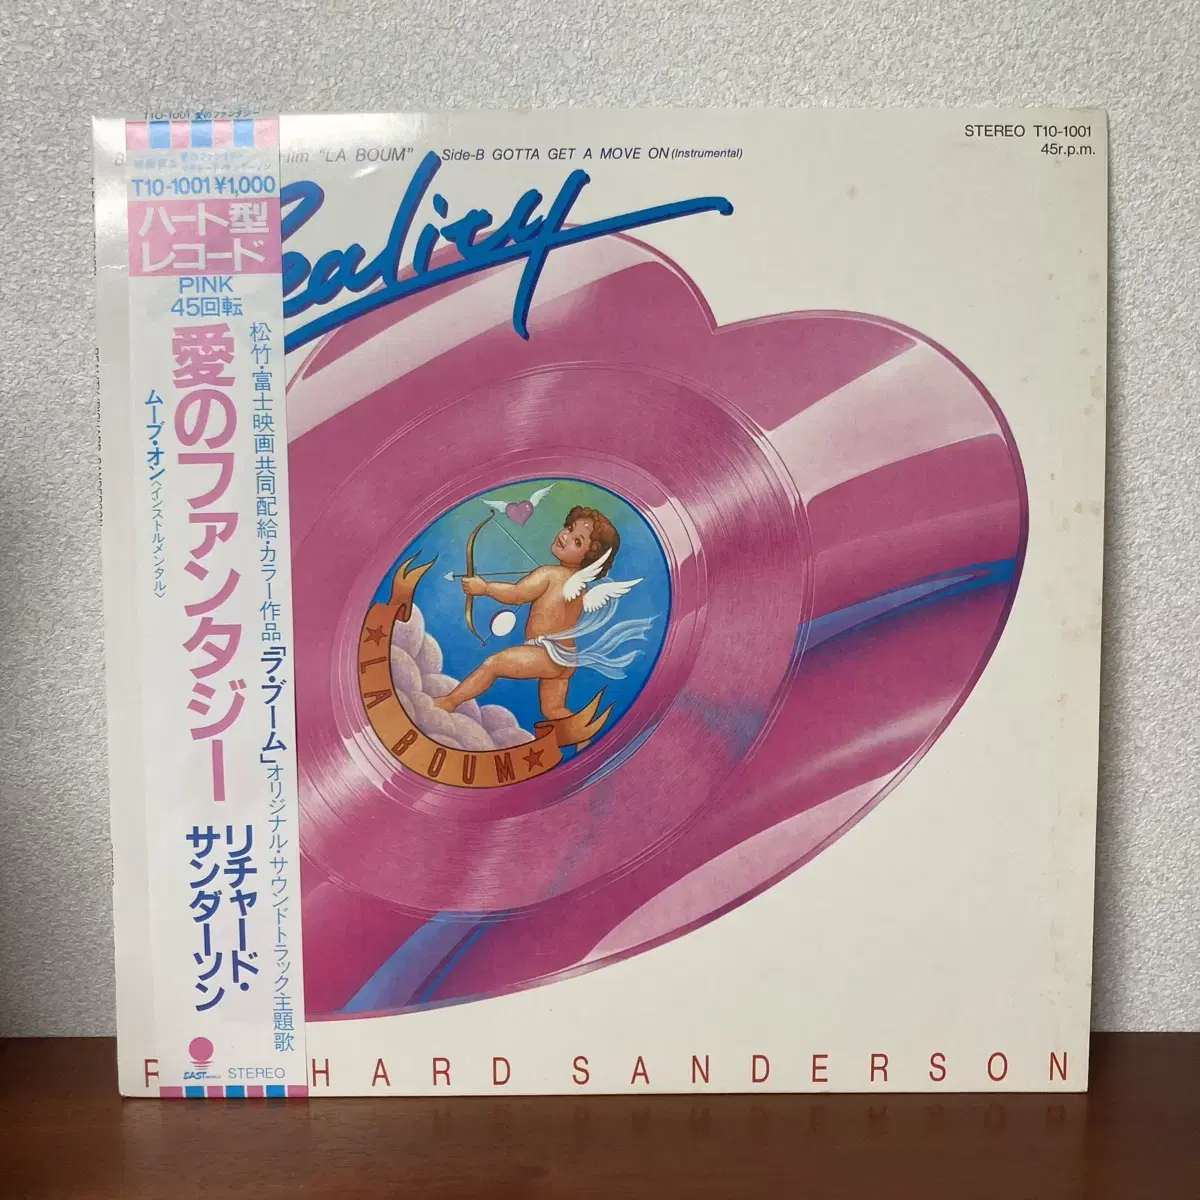 T10-1001 愛のファンタジー
T10-1001 ¥1,000
ハート型
レコード
PINK
45回転
松竹・富士映画共同配給・カラー作品「ラ・ブーム」オリジナル・サウンドトラック主題歌
愛のファンタジー
ムーブ・オン〈インストルメンタル〉
リチャード・
サンダーソン
EAST WORLD
STEREO
"LA BOUM" Side-B GOTTA GET A MOVE ON (Instrumental)
STEREO T10-1001
45r.p.m.
eality
LA BOUM
HARD SANDERSON